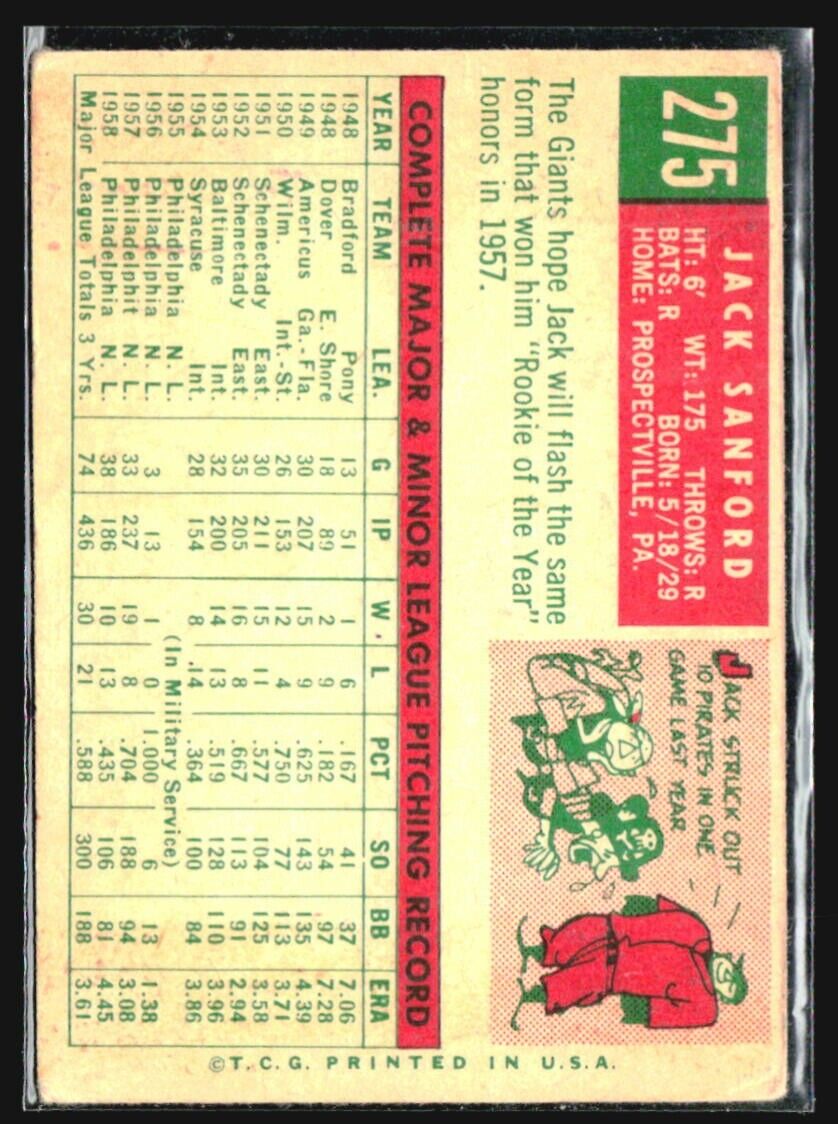 275
JACK SANFORD
HT: 6' WT: 175 THROWS: R
BATS: R BORN: 5/18/29
HOME: PROSPECTVILLE, PA.
JACK STRUCK OUT
10 PIRATES IN ONE
GAME LAST YEAR
The Giants hope Jack will flash the same
form that won him "Rookie of the Year"
honors in 1957.
COMPLETE MAJOR & MINOR LEAGUE PITCHING RECORD
YEAR TEAM LEA. G IP W. L PCT SO BB ERA
1948 Bradford Pony 13 51 1 6 .167 41 37 7.06
1948 Dover E. Shore 18 89 2 9 .182 54 97 7.28
1949 Americus Ga.-Fla. 30 207 15 9 .625 143 135 4.39
1950 Wilm. Int.-St. 26 153 12 4 .750 77 113 3.71
1951 Schenectady East. 30 211 15 11 .577 104 125 3.58
1952 Schenectady East. 35 205 16 8 .667 113 91 2.94
1953 Baltimore Int. 32 200 14 13 .519 128 110 3.96
1954 Syracuse Int. 28 154 8 14 .364 100 84 3.86
1955 Philadelphia N. L. (In Military Service)
1956 Philadelphia N. L. 3 13 1 0 1.000 6 13 1.38
1957 Philadelphit N. L. 33 237 19 8 .704 188 94 3.08
1958 Philadelphia N. L. 38 186 10 13 .435 106 81 4.45
Major League Totals 3 Yrs. 74 436 30 21 .588 300 188 3.61
©T.C.G. PRINTED IN U.S.A.